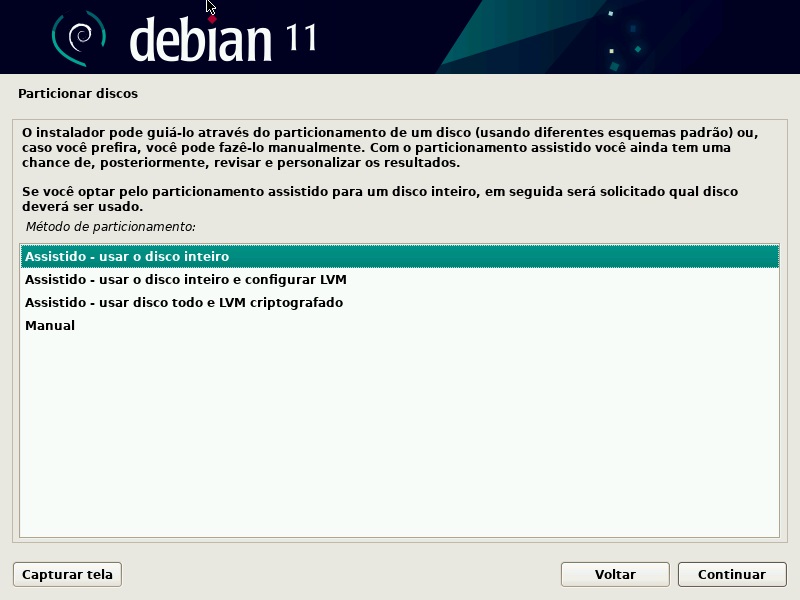 debian 11
Particionar discos
O instalador pode guiá-lo através do particionamento de um disco (usando diferentes esquemas padrão) ou,
caso você prefira, você pode fazê-lo manualmente. Com o particionamento assistido você ainda tem uma
chance de, posteriormente, revisar e personalizar os resultados.
Se você optar pelo particionamento assistido para um disco inteiro, em seguida será solicitado qual disco
deverá ser usado.
Método de particionamento:
Assistido - usar o disco inteiro
Assistido - usar o disco inteiro e configurar LVM
Assistido - usar disco todo e LVM criptografado
Manual
Capturar tela
Voltar
Continuar